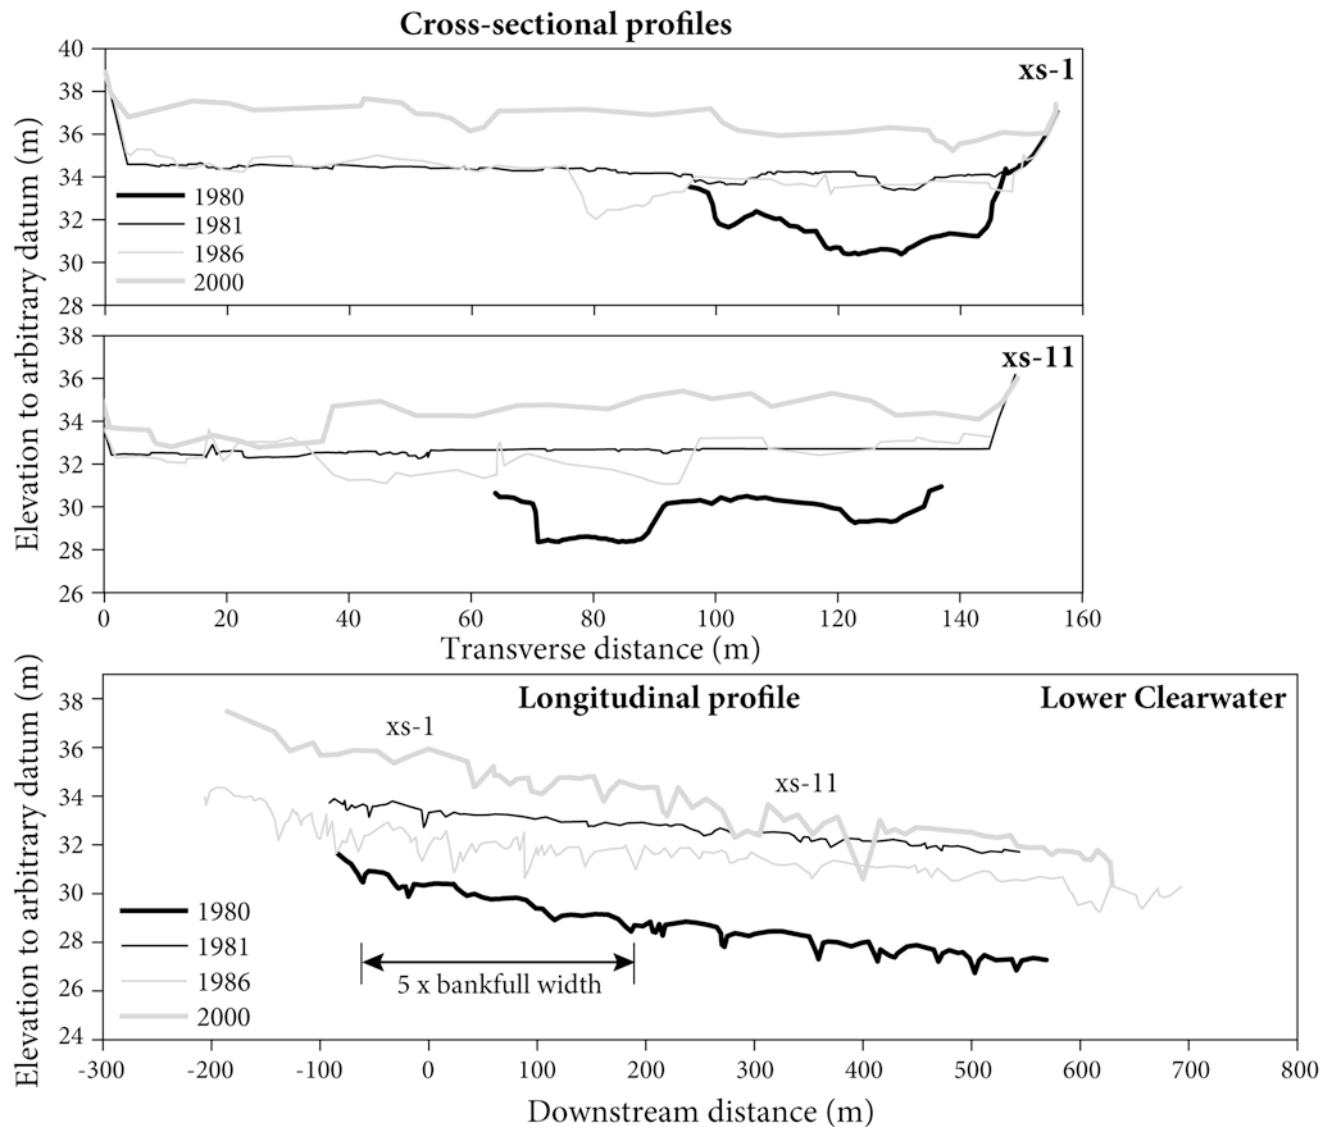 Cross-sectional profiles
xs-1
Elevation to arbitrary datum (m)
40
38
36
34
32
30
28
1980
1981
1986
2000
xs-11
38
36
34
32
30
28
26
0 20 40 60 80 100 120 140 160
Transverse distance (m)
Longitudinal profile
Lower Clearwater
Elevation to arbitrary datum (m)
38
36
34
32
30
28
26
24
xs-1
xs-11
1980
1981
1986
2000
5 x bankfull width
-300 -200 -100 0 100 200 300 400 500 600 700 800
Downstream distance (m)